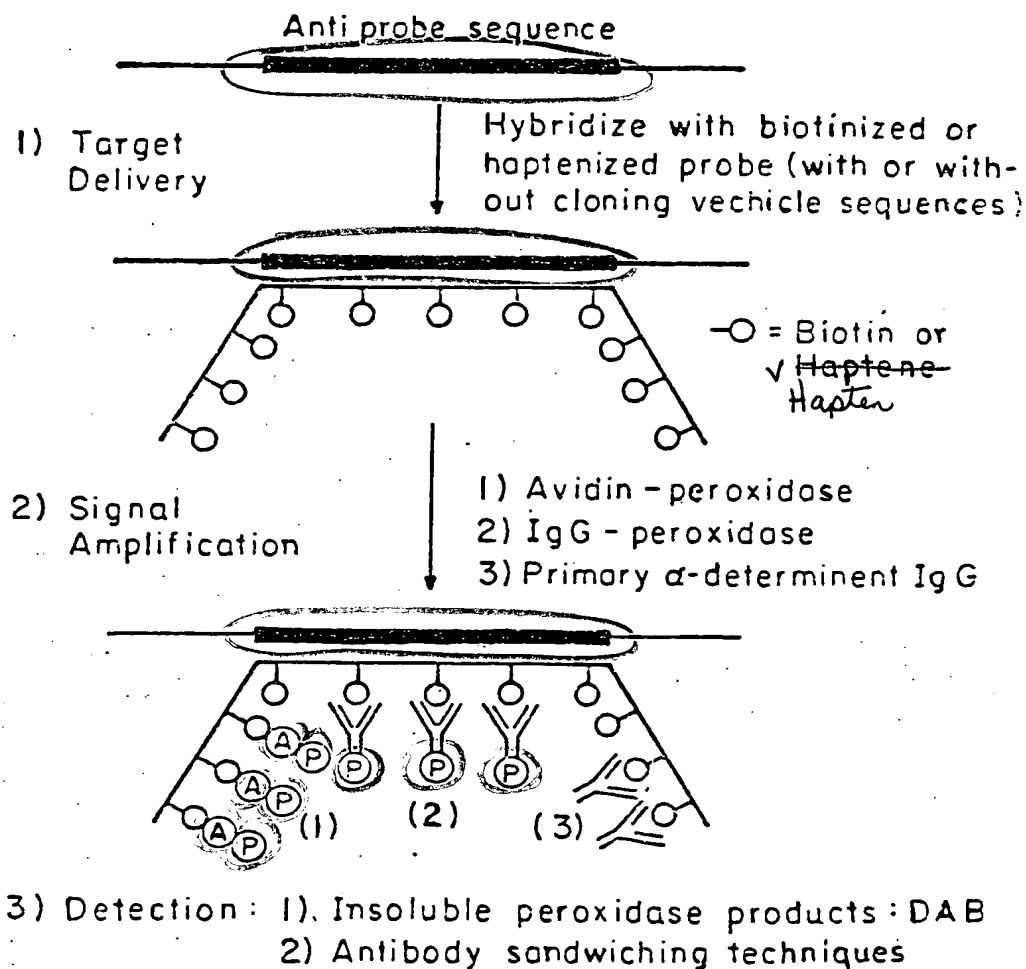 Anti probe sequence
1) Target
Delivery
Hybridize with biotinized or
haptenized probe (with or with-
out cloning vechicle sequences)
= Biotin or
√ Haptene
Hapten
2) Signal
Amplification
1) Avidin - peroxidase
2) IgG - peroxidase
3) Primary α-determinent IgG
A P P P P
A P
A P
(1) (2) (3)
3) Detection: 1). Insoluble peroxidase products: DAB
2) Antibody sandwiching techniques